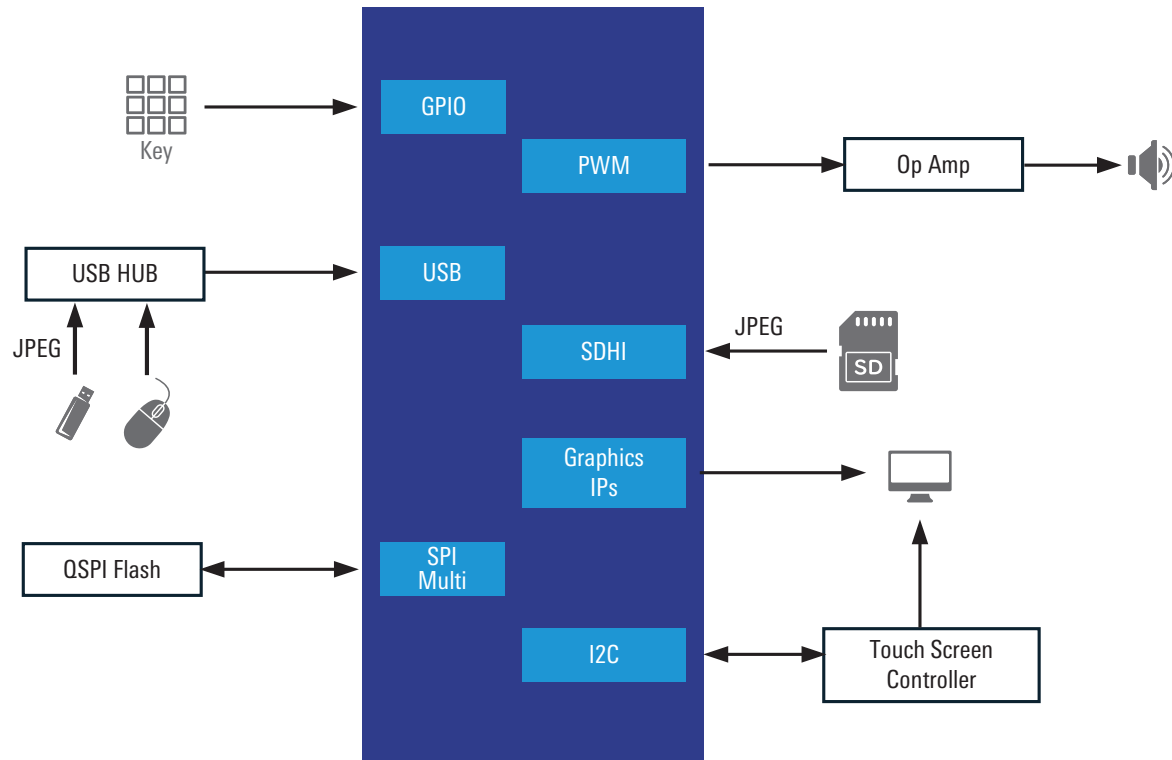 GPIO
Key
PWM
Op Amp
USB HUB
USB
JPEG
JPEG
SDHI
SD
Graphics
IPs
QSPI Flash
SPI
Multi
I2C
Touch Screen
Controller